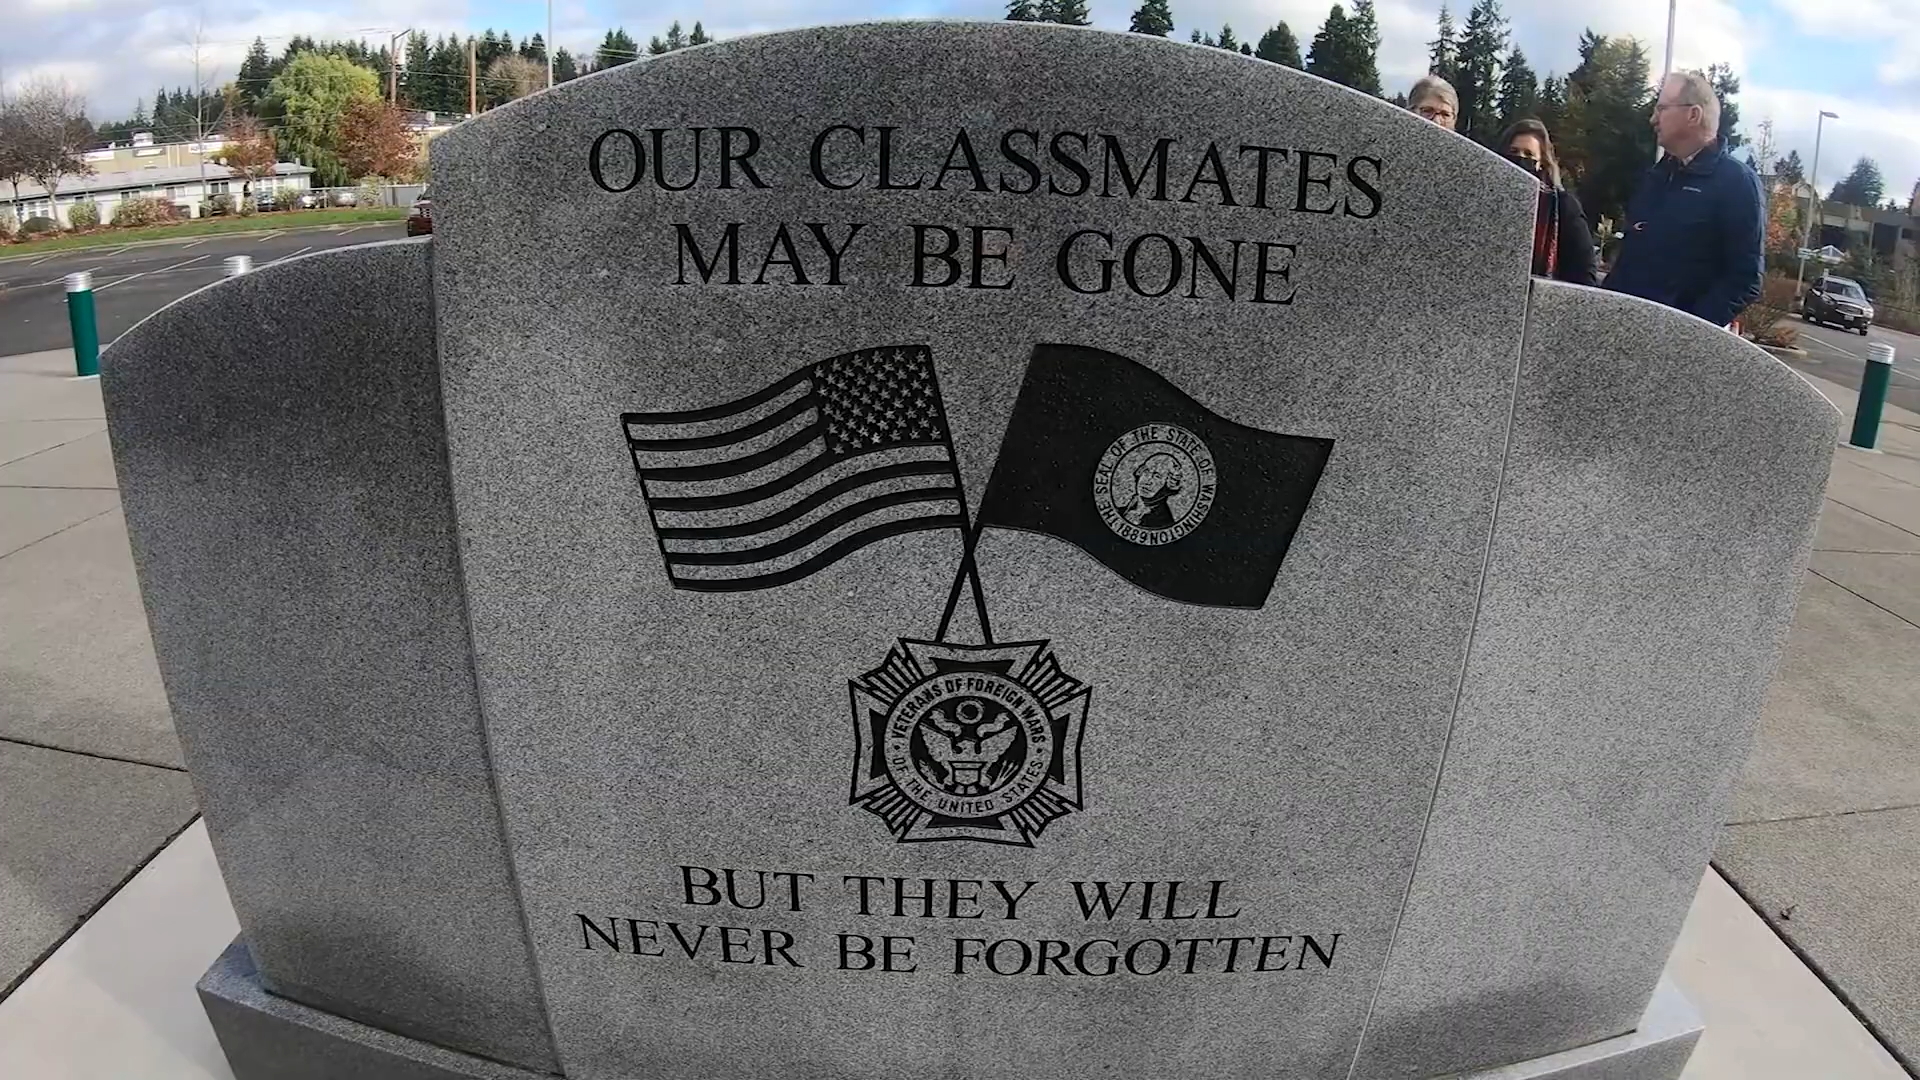 OUR CLASSMATES
MAY BE GONE
THE SEAL OF THE STATE OF WASHINGTON
1889
VETERANS OF FOREIGN WARS
OF THE UNITED STATES
BUT THEY WILL
NEVER BE FORGOTTEN